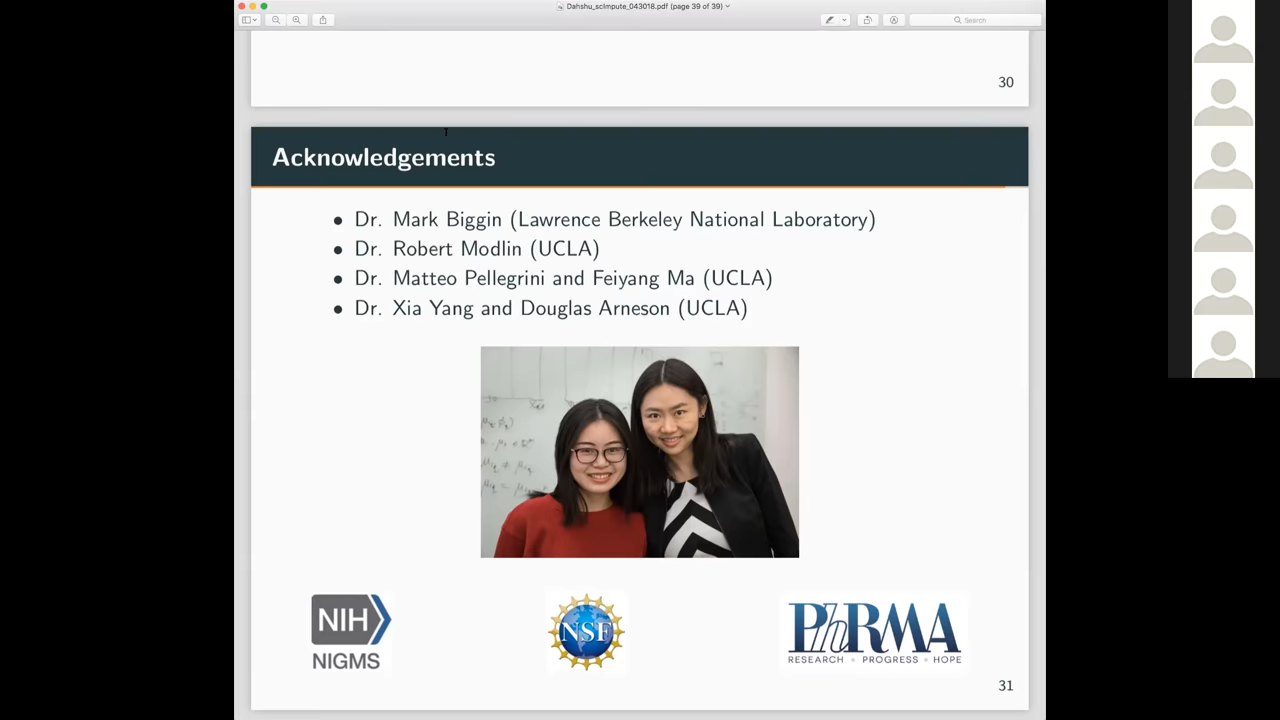 Dahshu_scImpute_043018.pdf (page 39 of 39)
Search
30
Acknowledgements
• Dr. Mark Biggin (Lawrence Berkeley National Laboratory)
• Dr. Robert Modlin (UCLA)
• Dr. Matteo Pellegrini and Feiyang Ma (UCLA)
• Dr. Xia Yang and Douglas Arneson (UCLA)
NIH
NIGMS
NSF
PhRMA
RESEARCH • PROGRESS • HOPE
31